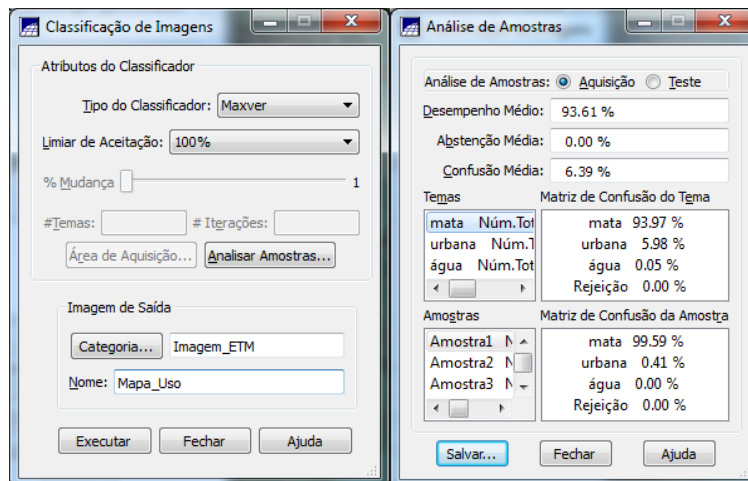 Classificação de Imagens
Atributos do Classificador
Tipo do Classificador: Maxver
Limiar de Aceitação: 100%
% Mudança 1
#Temas: # Iterações:
Área de Aquisição... Analisar Amostras...
Imagem de Saída
Categoria... Imagem_ETM
Nome: Mapa_Uso
Executar Fechar Ajuda
Análise de Amostras
Análise de Amostras: Aquisição Teste
Desempenho Médio: 93.61 %
Abstenção Média: 0.00 %
Confusão Média: 6.39 %
Temas Matriz de Confusão do Tema
mata Núm.Tot mata 93.97 %
urbana Núm.T urbana 5.98 %
água Núm.Tot água 0.05 %
Rejeição 0.00 %
Amostras Matriz de Confusão da Amostra
Amostra1 N mata 99.59 %
Amostra2 N urbana 0.41 %
Amostra3 N água 0.00 %
Rejeição 0.00 %
Salvar... Fechar Ajuda